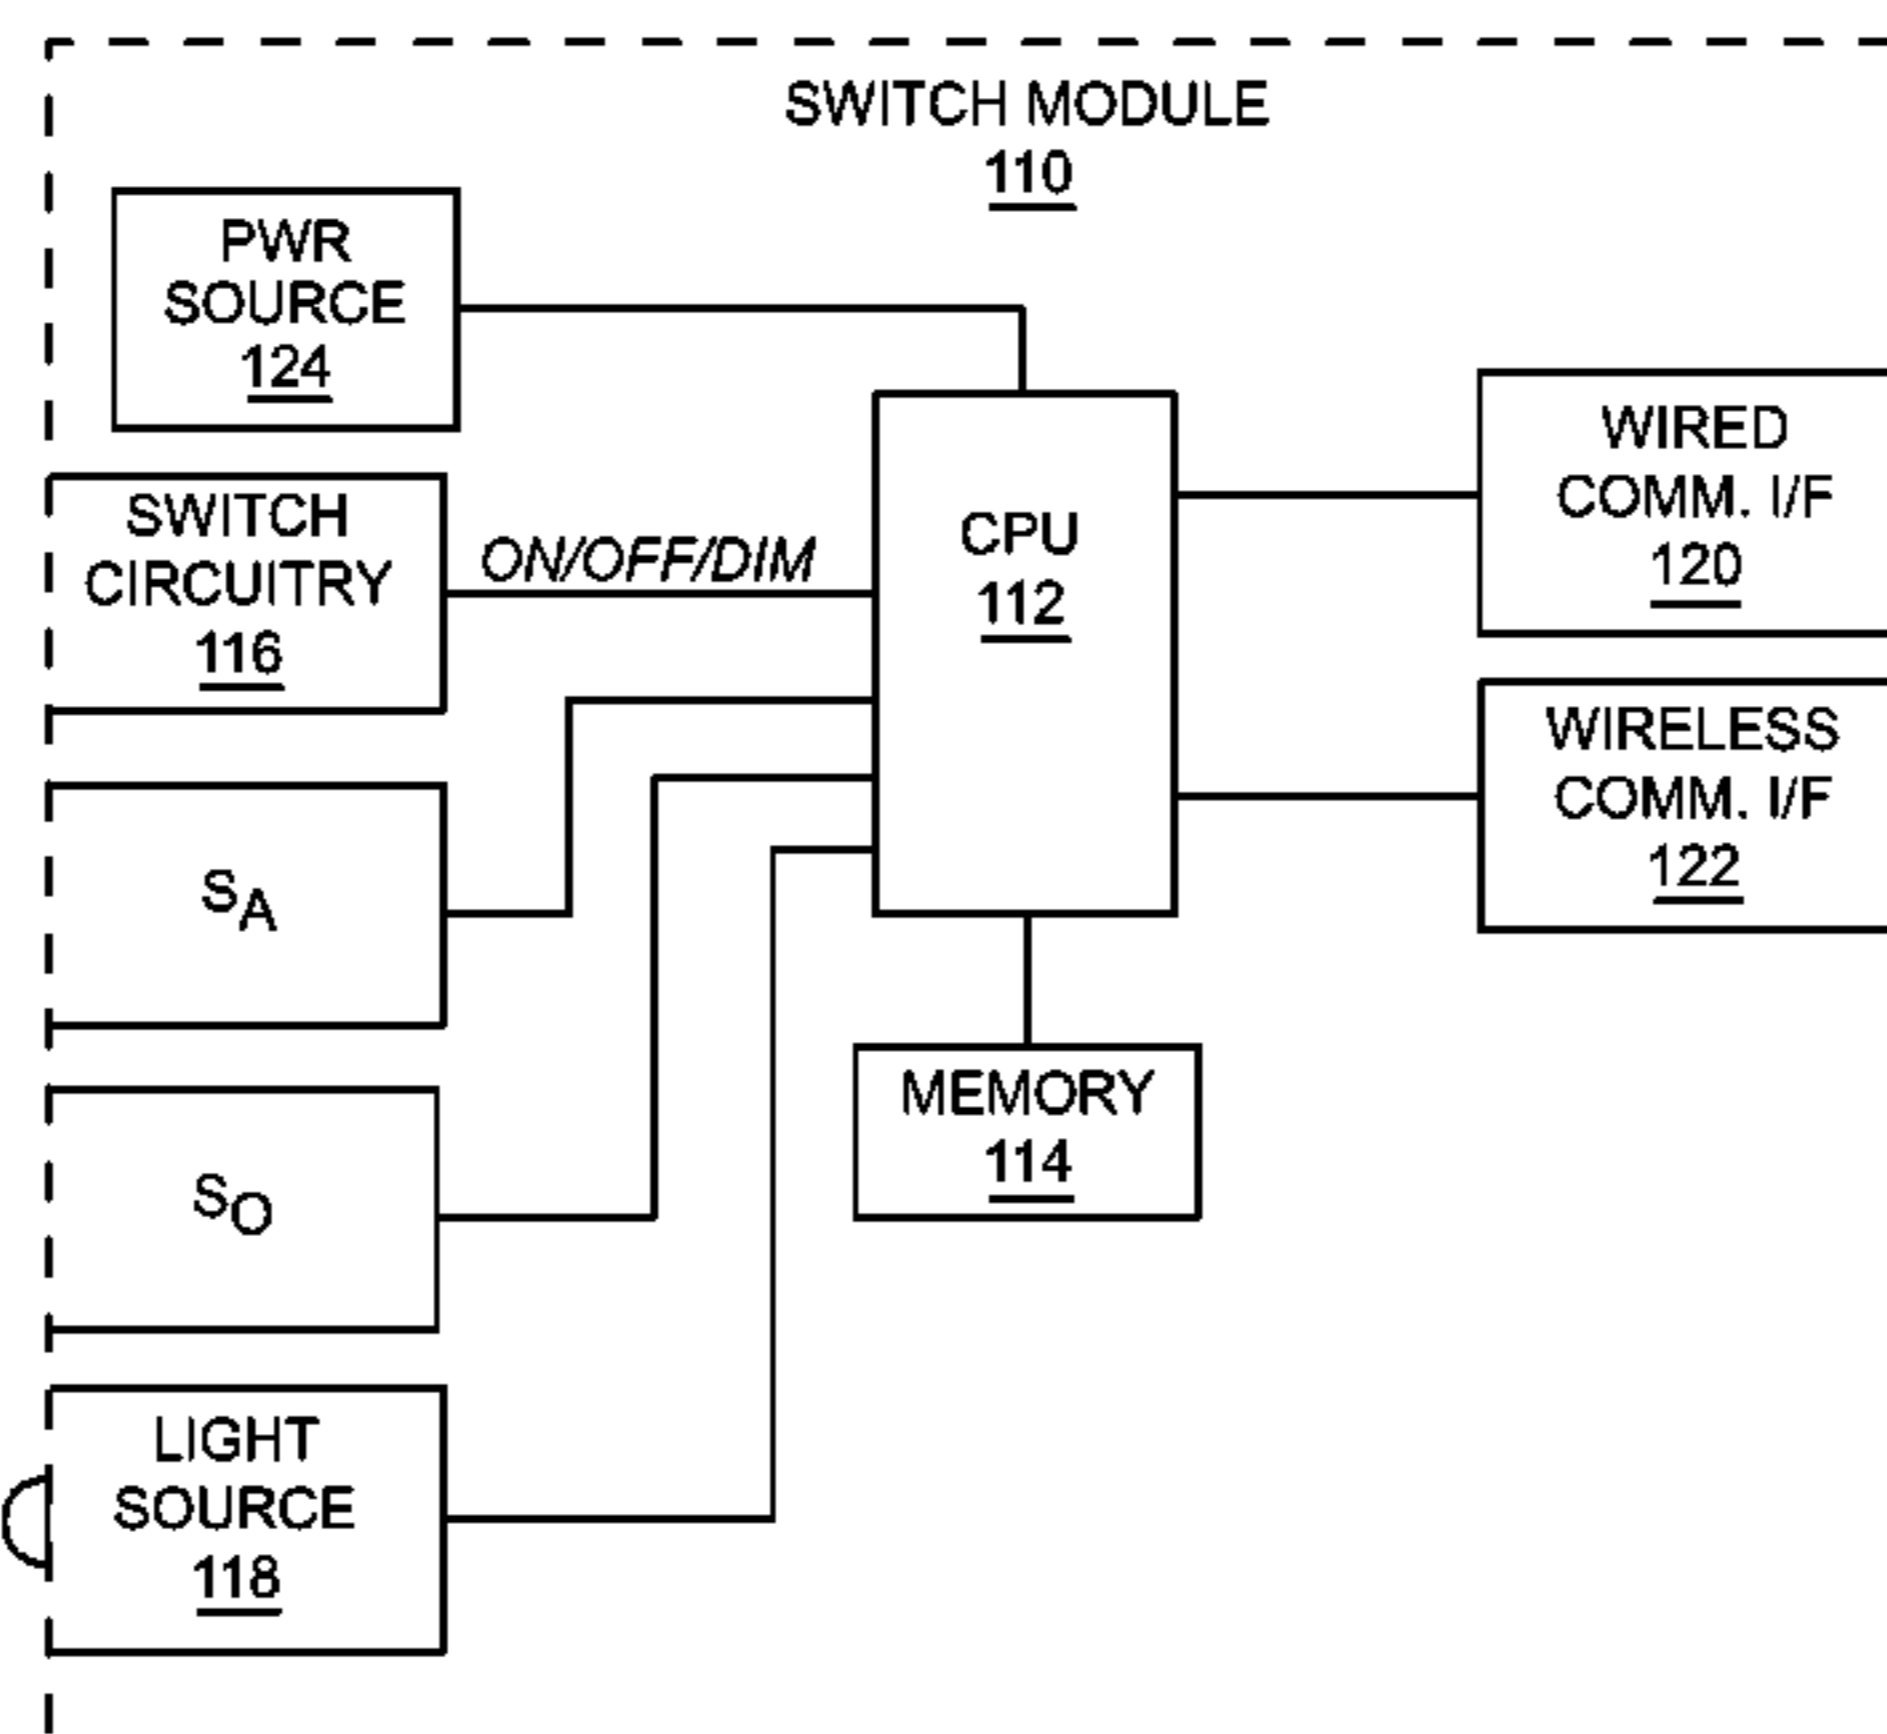 SWITCH MODULE
110
PWR
SOURCE
124
SWITCH
CIRCUITRY
116
ON/OFF/DIM
CPU
112
WIRED
COMM. I/F
120
WIRELESS
COMM. I/F
122
SA
SO
MEMORY
114
LIGHT
SOURCE
118